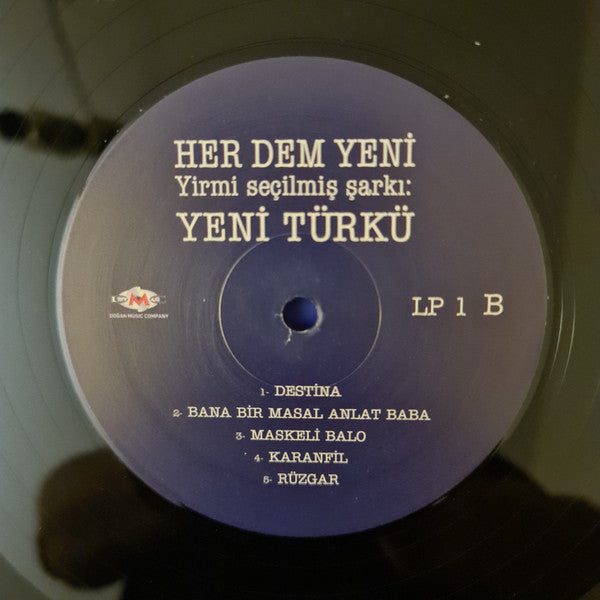 HER DEM YENİ
Yirmi seçilmiş şarkı:
YENİ TÜRKÜ
LP 1 B
M
DOĞAN MUSIC COMPANY
1- DESTİNA
2- BANA BİR MASAL ANLAT BABA
3- MASKELİ BALO
4- KARANFİL
5- RÜZGAR